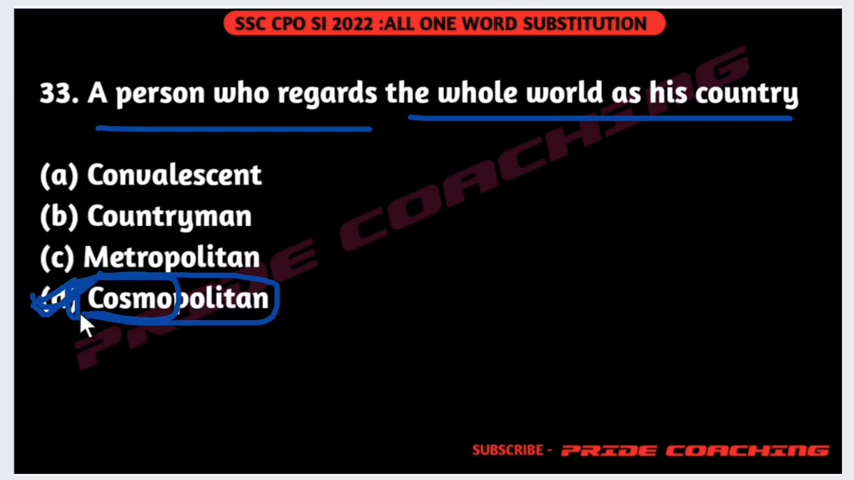 SSC CPO SI 2022 :ALL ONE WORD SUBSTITUTION
33. A person who regards the whole world as his country
(a) Convalescent
(b) Countryman
(c) Metropolitan
(d) Cosmopolitan
PRIDE COACHING
SUBSCRIBE - PRIDE COACHING